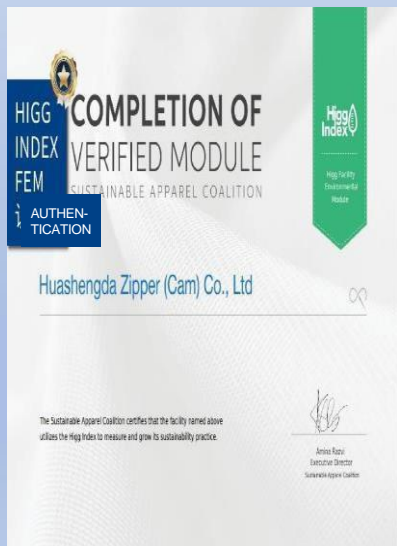 HIGG
INDEX
FEM
AUTHEN-
TICATION
COMPLETION OF
VERIFIED MODULE
SUSTAINABLE APPAREL COALITION
Higg
Index
Higg Facility
Environmental
Module
Huashengda Zipper (Cam) Co., Ltd
The Sustainable Apparel Coalition certifies that the facility named above
utilizes the Higg Index to measure and grow its sustainability practice.
Amina Razvi
Executive Director
Sustainable Apparel Coalition